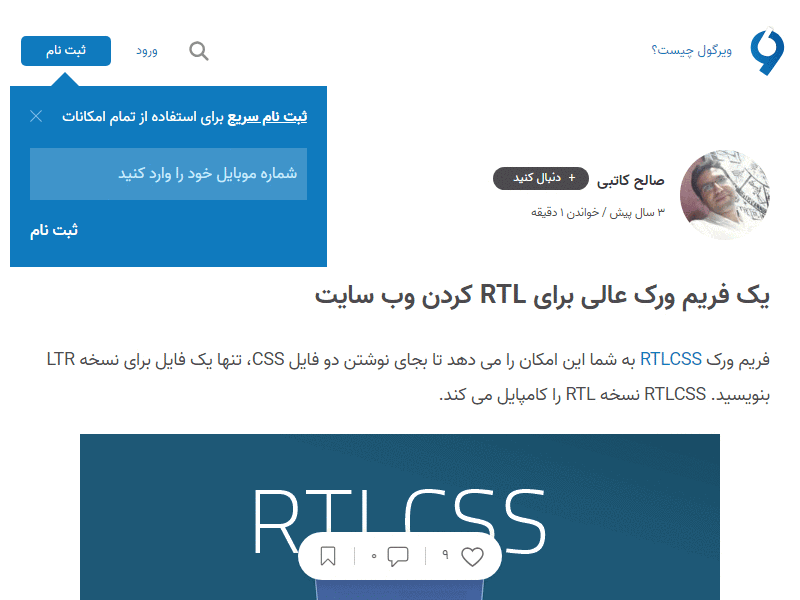 ویرگول چیست؟
ورود
ثبت نام
ثبت نام سریع برای استفاده از تمام امکانات
شماره موبایل خود را وارد کنید
ثبت نام
صالح کاتبی
+ دنبال کنید
۳ سال پیش / خواندن ۱ دقیقه
یک فریم ورک عالی برای RTL کردن وب سایت
فریم ورک RTLCSS به شما این امکان را می دهد تا بجای نوشتن دو فایل CSS، تنها یک فایل برای نسخه LTR
بنویسید. RTLCSS نسخه RTL را کامپایل می کند.
RTLCSS
۹
۰